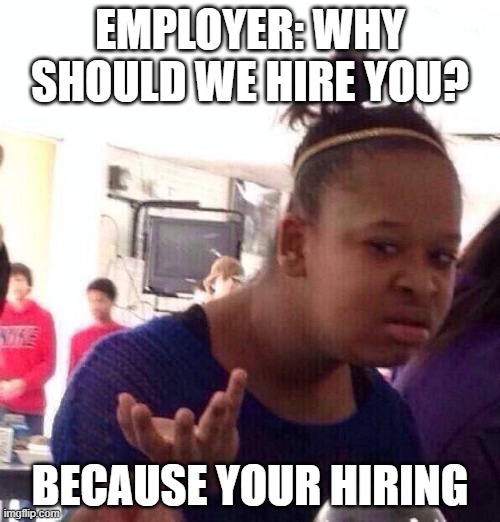 EMPLOYER: WHY
SHOULD WE HIRE YOU?
BECAUSE YOUR HIRING
imgflip.com